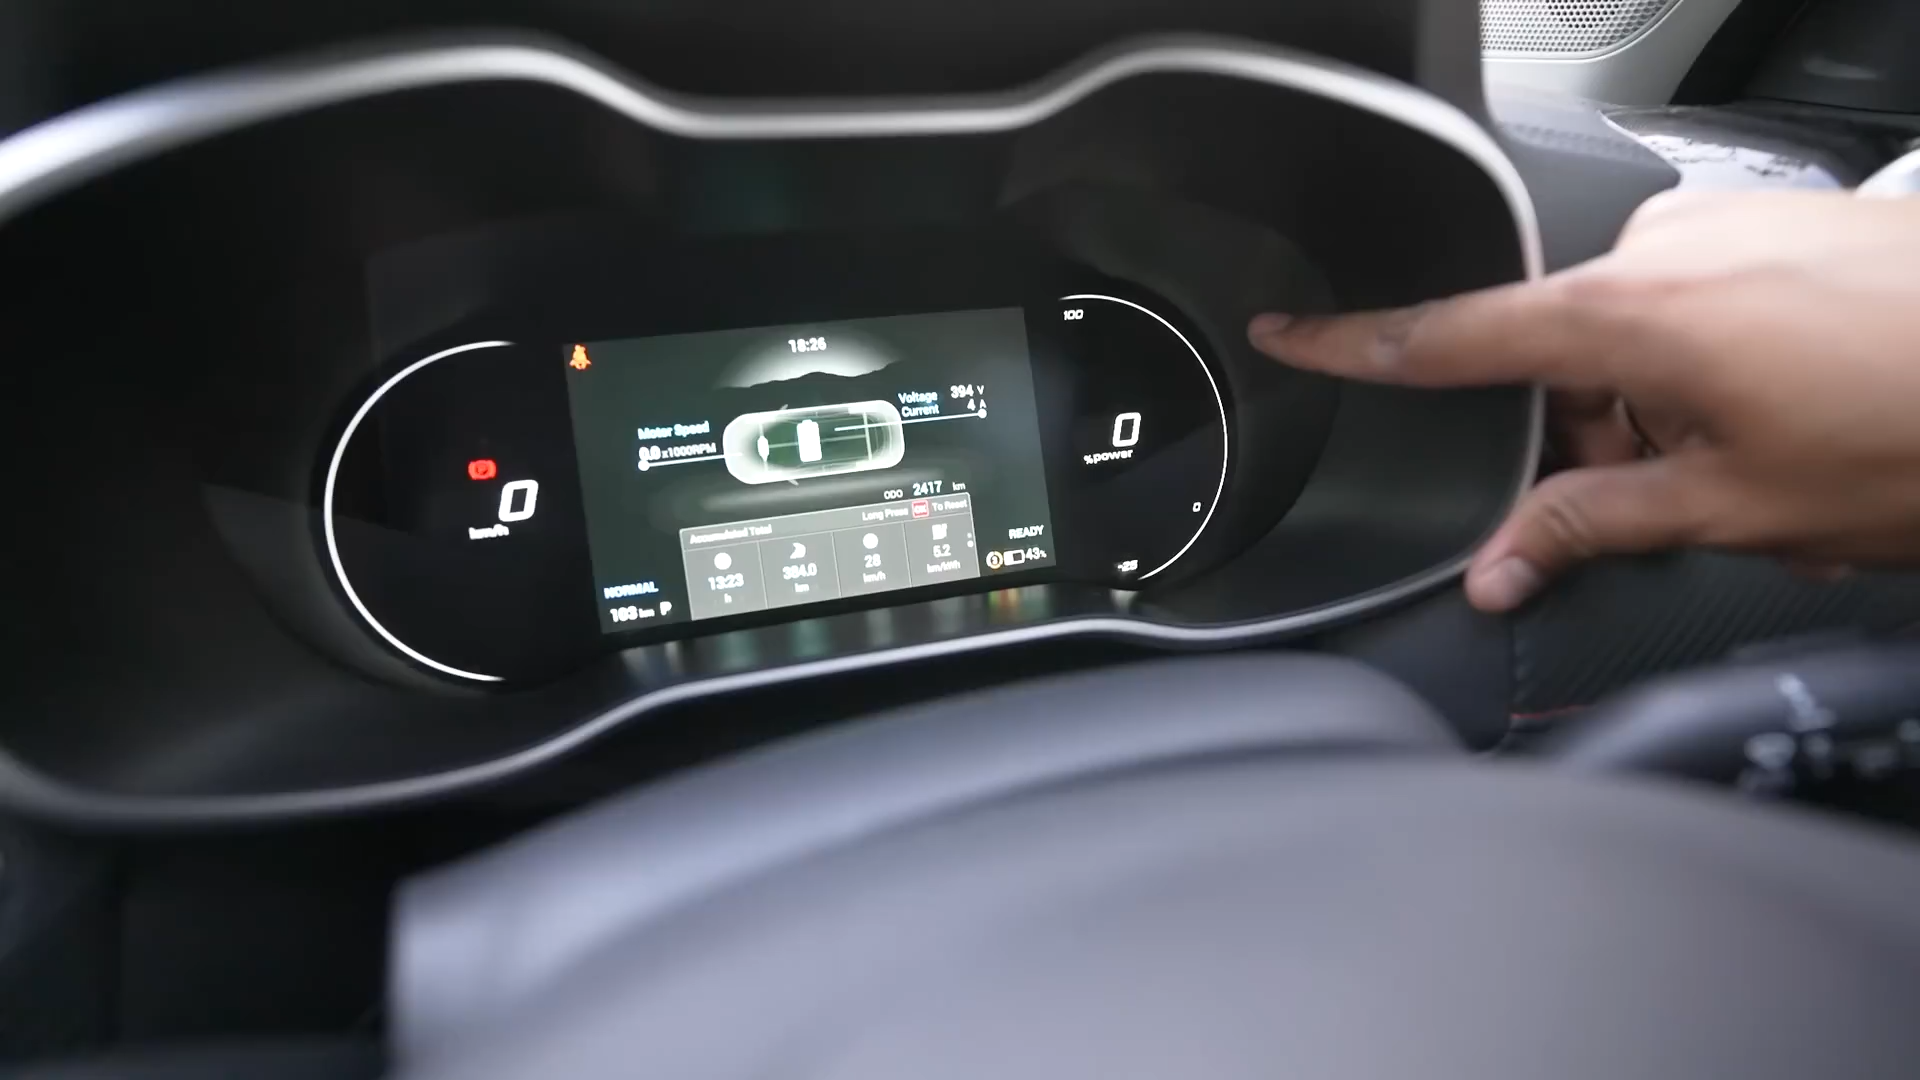 18:26
Voltage 394 V
Current 4 A
Motor Speed
0.0 x1000RPM
ODO 2417 km
Accumulated Total
Long Press OK To Reset
13:23
h
384.0
km
28
km/h
5.2
km/kWh
READY
43%
NORMAL
P
0
km/h
100
0
%power
0
-25